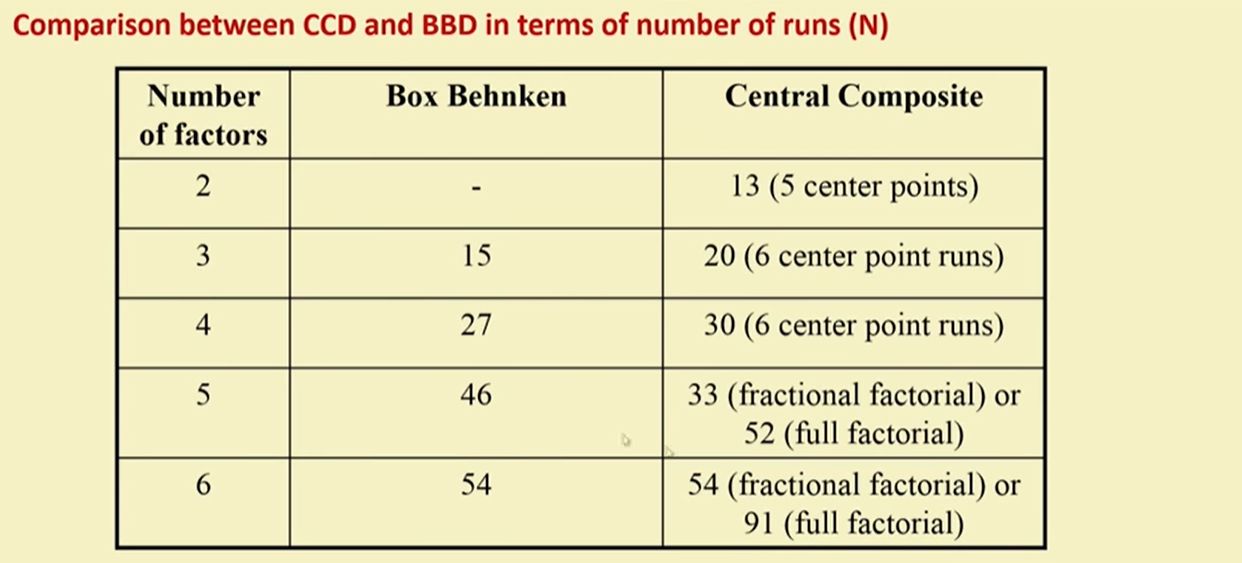 Comparison between CCD and BBD in terms of number of runs (N)
Number of factors Box Behnken Central Composite
2 - 13 (5 center points)
3 15 20 (6 center point runs)
4 27 30 (6 center point runs)
5 46 33 (fractional factorial) or 52 (full factorial)
6 54 54 (fractional factorial) or 91 (full factorial)